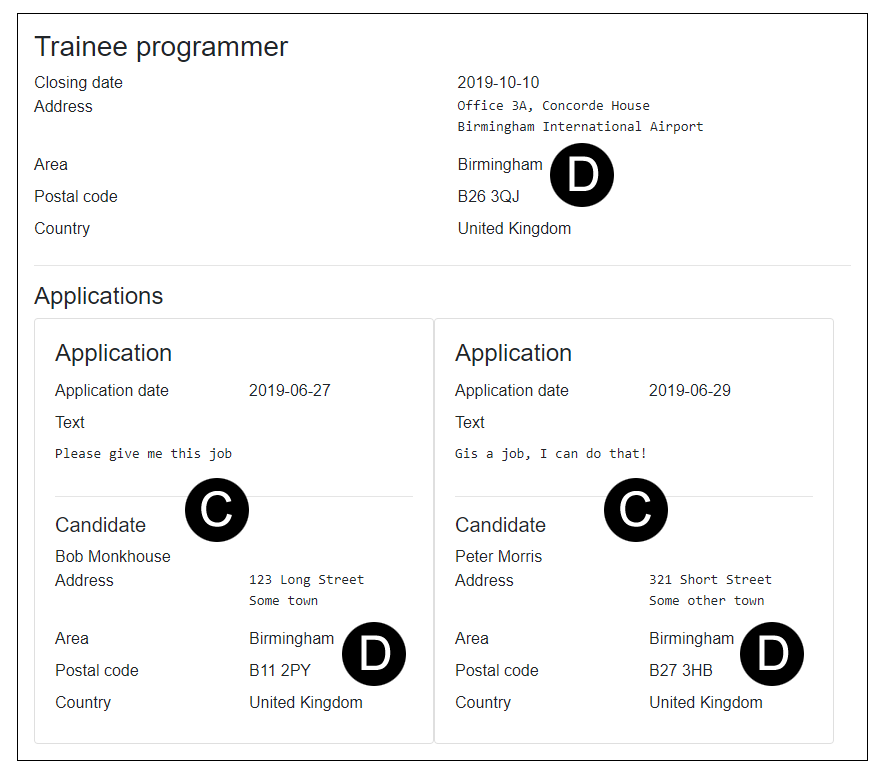 Trainee programmer
Closing date 2019-10-10
Address Office 3A, Concorde House
Birmingham International Airport
Area Birmingham D
Postal code B26 3QJ
Country United Kingdom
Applications
Application
Application date 2019-06-27
Text
Please give me this job
C
Candidate
Bob Monkhouse
Address 123 Long Street
Some town
Area Birmingham D
Postal code B11 2PY
Country United Kingdom
Application
Application date 2019-06-29
Text
Gis a job, I can do that!
C
Candidate
Peter Morris
Address 321 Short Street
Some other town
Area Birmingham D
Postal code B27 3HB
Country United Kingdom